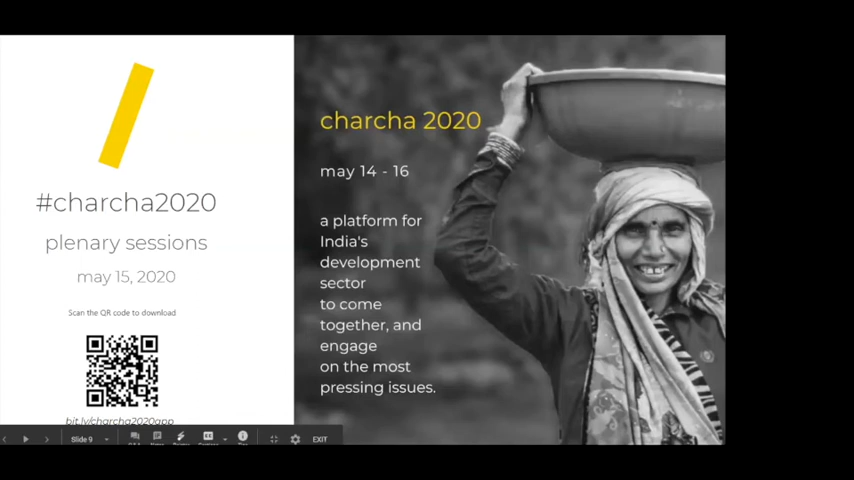 #charcha2020
plenary sessions
may 15, 2020
Scan the QR code to download
bit.ly/charcha2020app
charcha 2020
may 14 - 16
a platform for
India's
development
sector
to come
together, and
engage
on the most
pressing issues.
Slide 9
EXIT